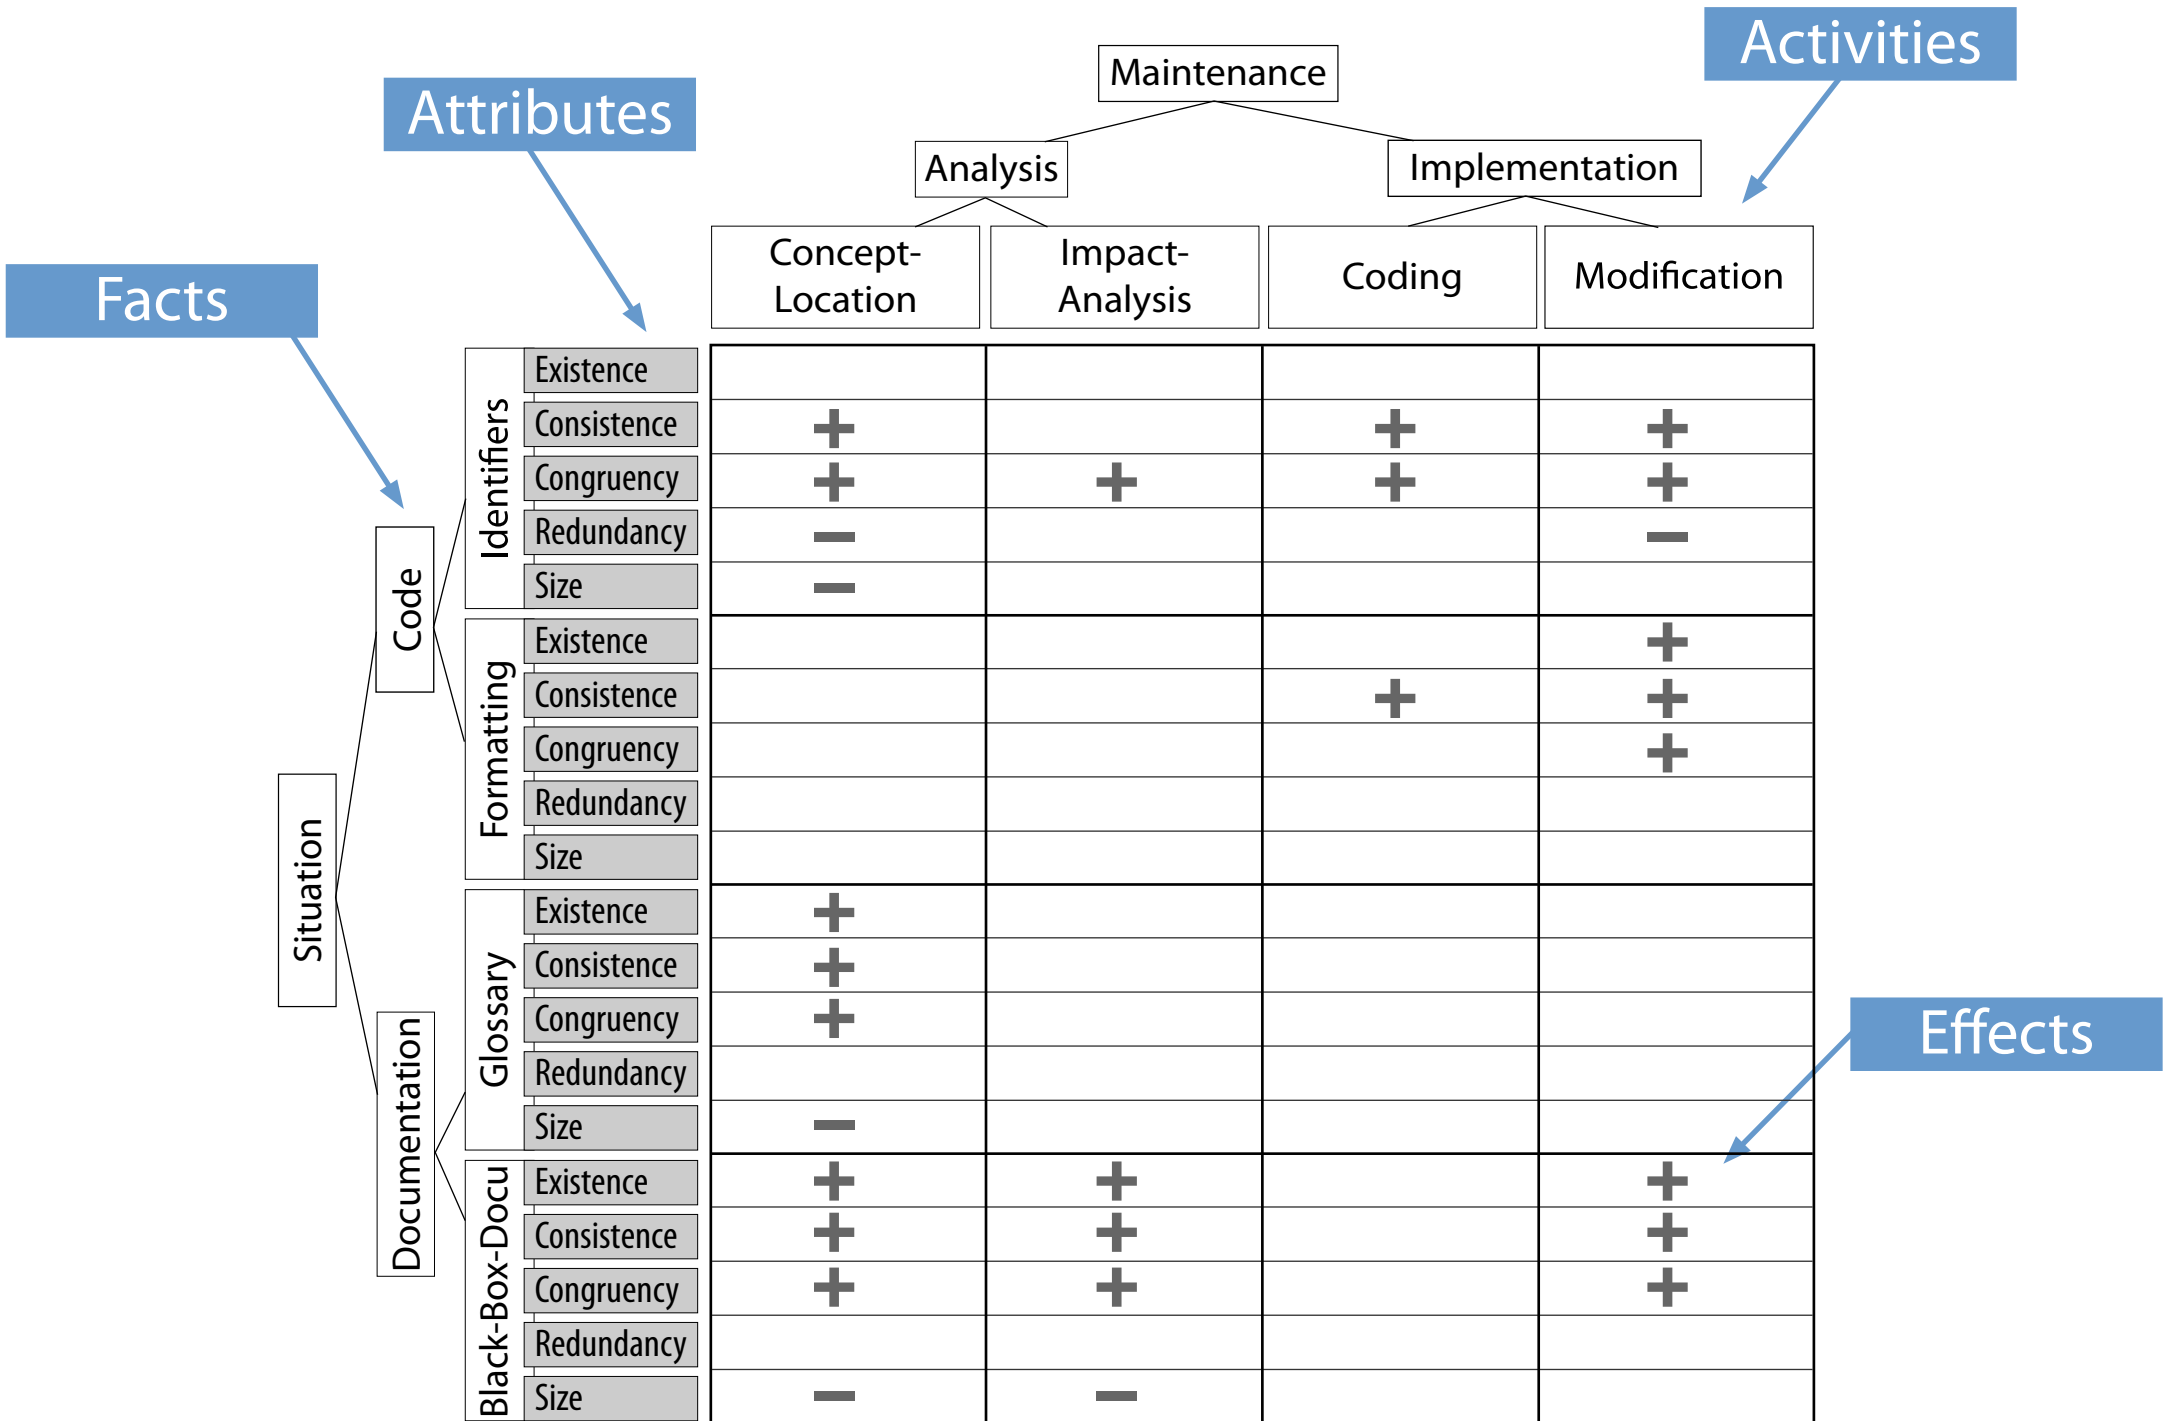 Activities
Maintenance
Attributes
Analysis
Implementation
Concept-
Location
Impact-
Analysis
Coding
Modification
Facts
Situation
Code
Identifiers
Existence
Consistence
+ + +
Congruency
+ + + +
Redundancy
– –
Size
–
Formatting
Existence
+
Consistence
+ +
Congruency
+
Redundancy
Size
Documentation
Glossary
Existence
+
Consistence
+
Congruency
+
Redundancy
Size
–
Effects
Black-Box-Docu
Existence
+ + +
Consistence
+ + +
Congruency
+ + +
Redundancy
Size
– –